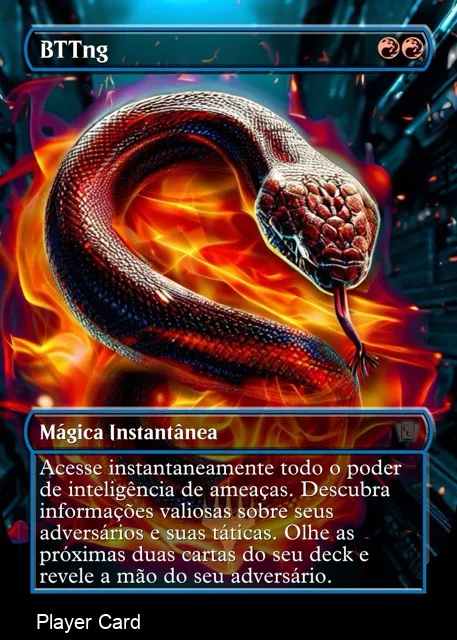 BTTng
Mágica Instantânea
Acesse instantaneamente todo o poder
de inteligência de ameaças. Descubra
informações valiosas sobre seus
adversários e suas táticas. Olhe as
próximas duas cartas do seu deck e
revele a mão do seu adversário.
Player Card